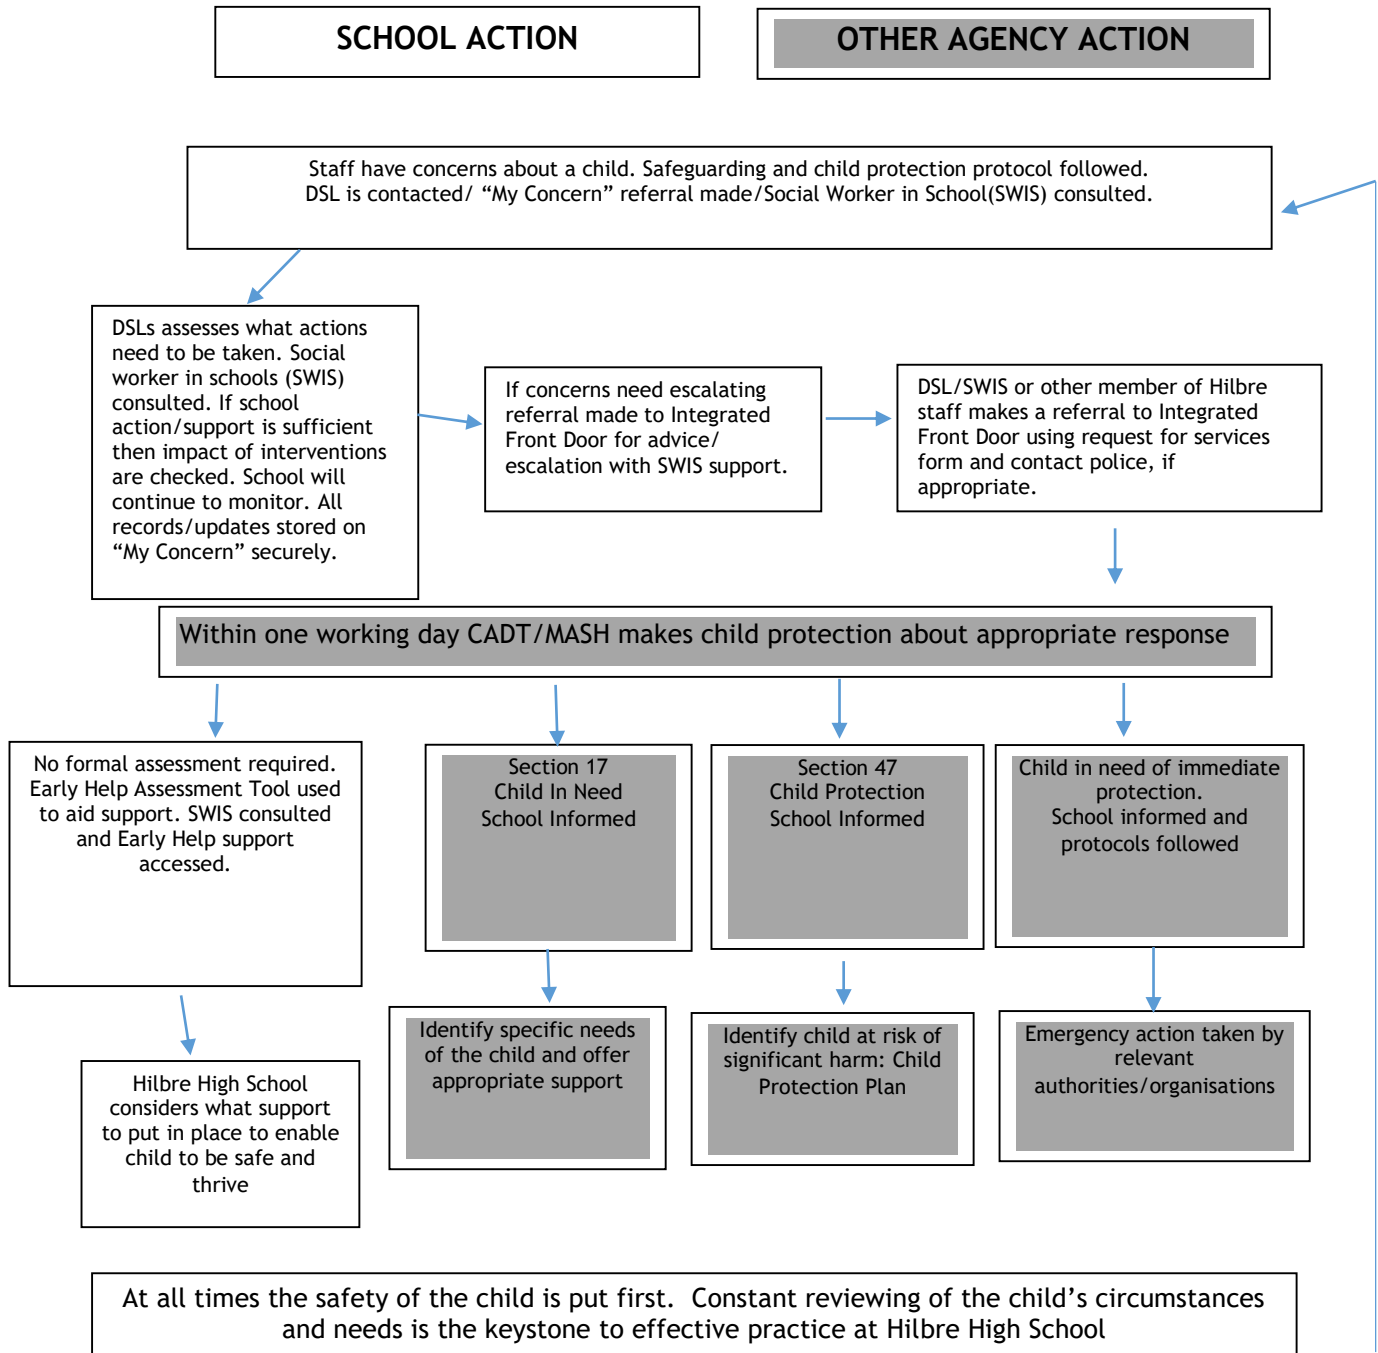 SCHOOL ACTION
OTHER AGENCY ACTION
Staff have concerns about a child. Safeguarding and child protection protocol followed.
DSL is contacted/ “My Concern” referral made/Social Worker in School(SWIS) consulted.
DSLs assesses what actions
need to be taken. Social
worker in schools (SWIS)
consulted. If school
action/support is sufficient
then impact of interventions
are checked. School will
continue to monitor. All
records/updates stored on
“My Concern” securely.
If concerns need escalating
referral made to Integrated
Front Door for advice/
escalation with SWIS support.
DSL/SWIS or other member of Hilbre
staff makes a referral to Integrated
Front Door using request for services
form and contact police, if
appropriate.
Within one working day CADT/MASH makes child protection about appropriate response
No formal assessment required.
Early Help Assessment Tool used
to aid support. SWIS consulted
and Early Help support
accessed.
Section 17
Child In Need
School Informed
Section 47
Child Protection
School Informed
Child in need of immediate
protection.
School informed and
protocols followed
Hilbre High School
considers what support
to put in place to enable
child to be safe and
thrive
Identify specific needs
of the child and offer
appropriate support
Identify child at risk of
significant harm: Child
Protection Plan
Emergency action taken by
relevant
authorities/organisations
At all times the safety of the child is put first.  Constant reviewing of the child’s circumstances
and needs is the keystone to effective practice at Hilbre High School